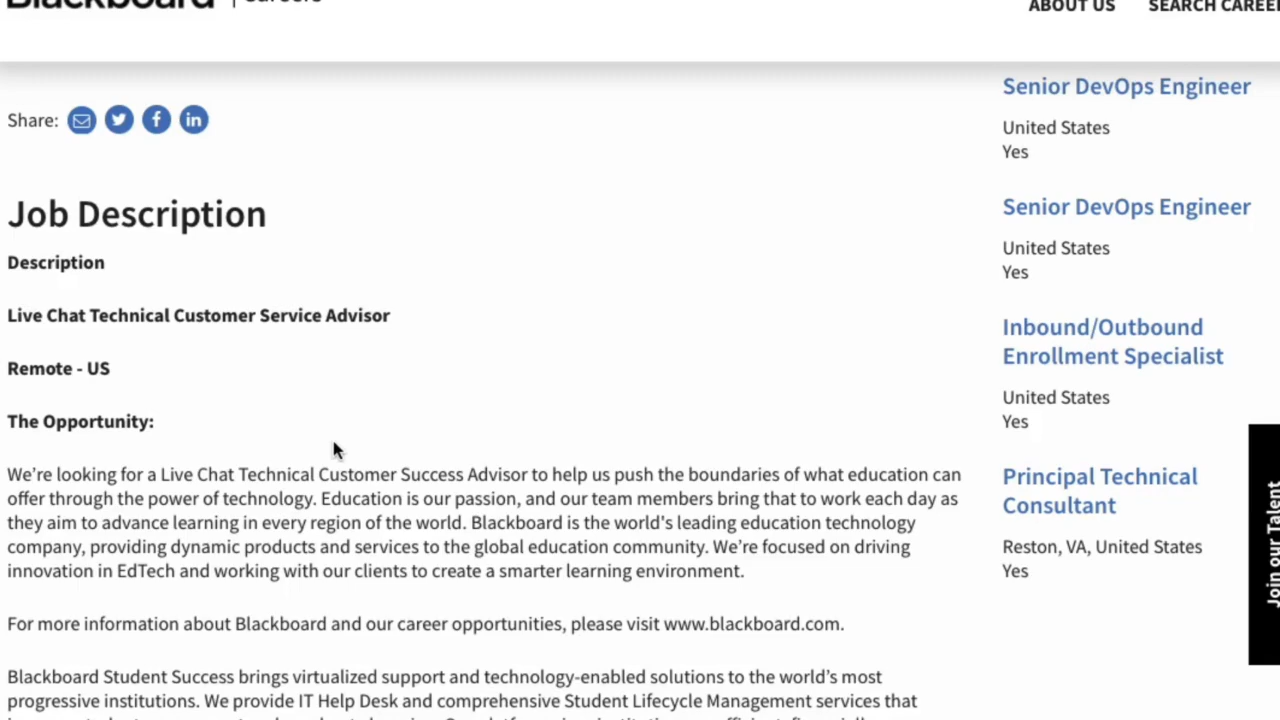 Blackboard | Careers
ABOUT US
SEARCH CAREE
Share:
Job Description
Description
Live Chat Technical Customer Service Advisor
Remote - US
The Opportunity:
We’re looking for a Live Chat Technical Customer Success Advisor to help us push the boundaries of what education can
offer through the power of technology. Education is our passion, and our team members bring that to work each day as
they aim to advance learning in every region of the world. Blackboard is the world's leading education technology
company, providing dynamic products and services to the global education community. We’re focused on driving
innovation in EdTech and working with our clients to create a smarter learning environment.
For more information about Blackboard and our career opportunities, please visit www.blackboard.com.
Blackboard Student Success brings virtualized support and technology-enabled solutions to the world’s most
progressive institutions. We provide IT Help Desk and comprehensive Student Lifecycle Management services that
Senior DevOps Engineer
United States
Yes
Senior DevOps Engineer
United States
Yes
Inbound/Outbound
Enrollment Specialist
United States
Yes
Principal Technical
Consultant
Reston, VA, United States
Yes
Join our Talent